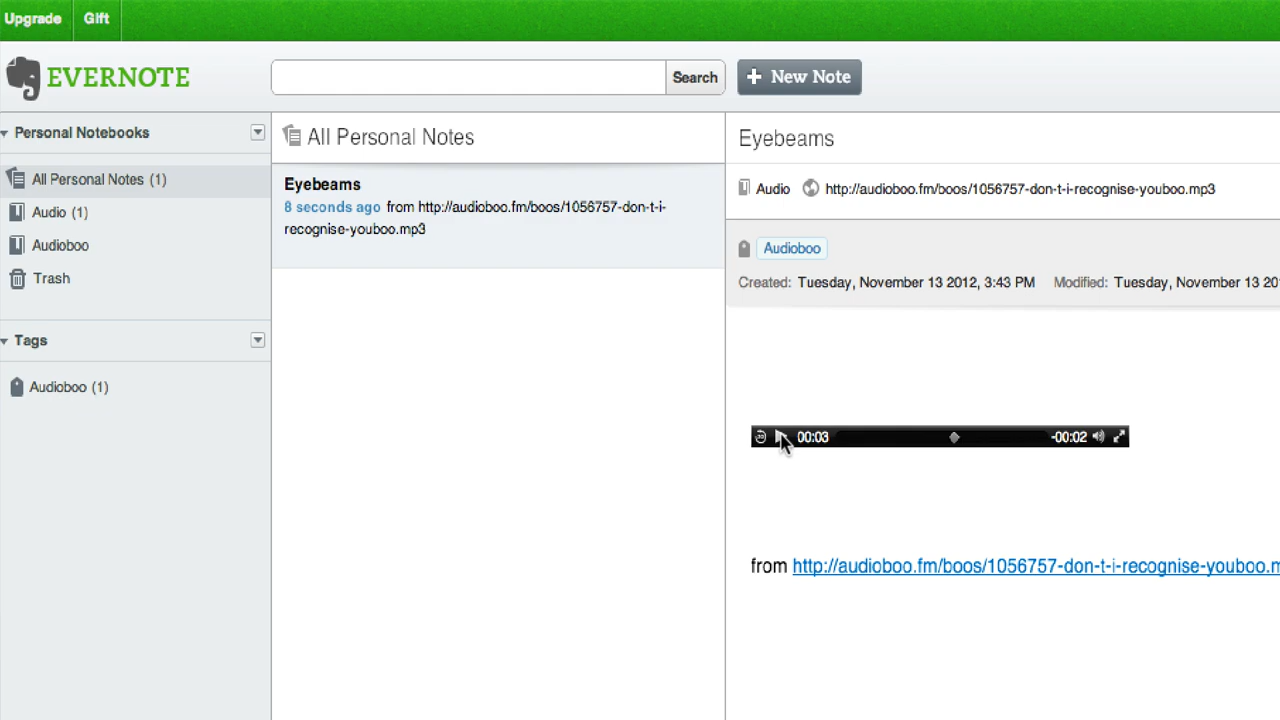 Upgrade
Gift
EVERNOTE
Search
+ New Note
Personal Notebooks
All Personal Notes (1)
Audio (1)
Audioboo
Trash
Tags
Audioboo (1)
All Personal Notes
Eyebeams
8 seconds ago from http://audioboo.fm/boos/1056757-don-t-i-
recognise-youboo.mp3
Eyebeams
Audio http://audioboo.fm/boos/1056757-don-t-i-recognise-youboo.mp3
Audioboo
Created: Tuesday, November 13 2012, 3:43 PM Modified: Tuesday, November 13 20
00:03 -00:02
from http://audioboo.fm/boos/1056757-don-t-i-recognise-youboo.m